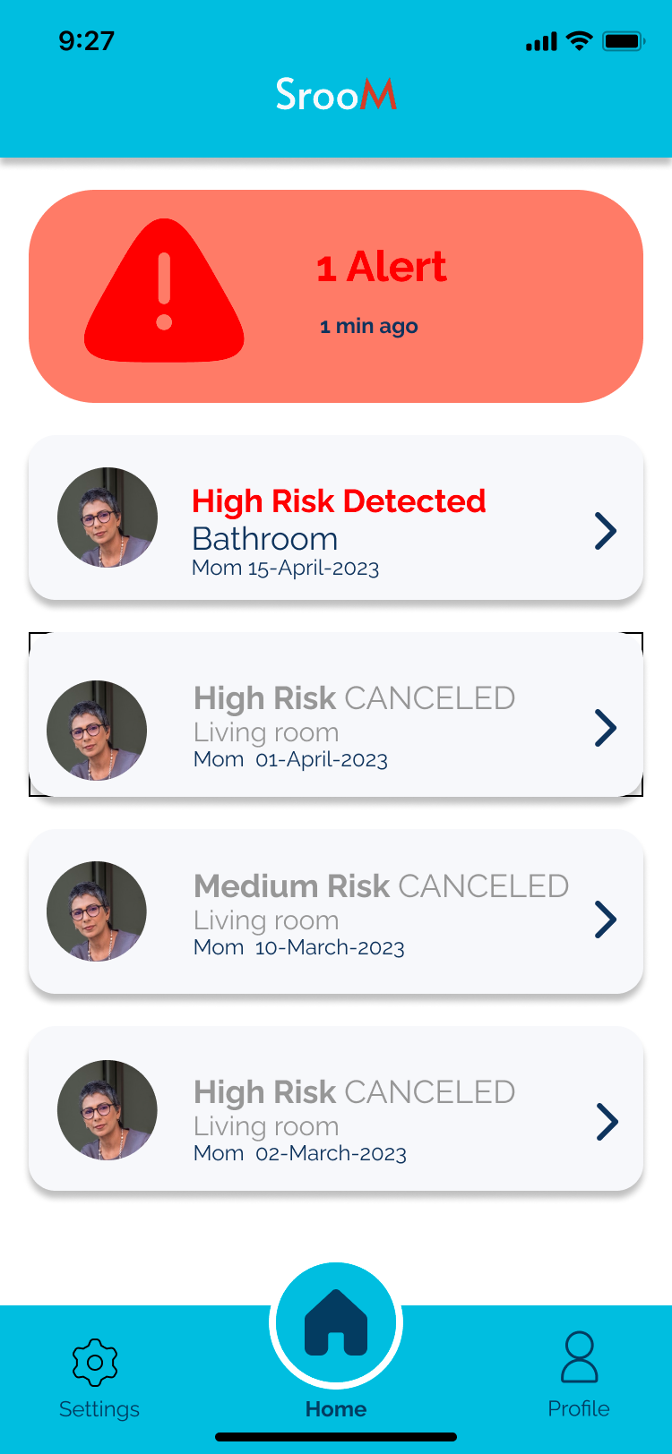 9:27
SrooM
1 Alert
1 min ago
High Risk Detected
Bathroom
Mom 15-April-2023
High Risk CANCELED
Living room
Mom 01-April-2023
Medium Risk CANCELED
Living room
Mom 10-March-2023
High Risk CANCELED
Living room
Mom 02-March-2023
Settings
Home
Profile